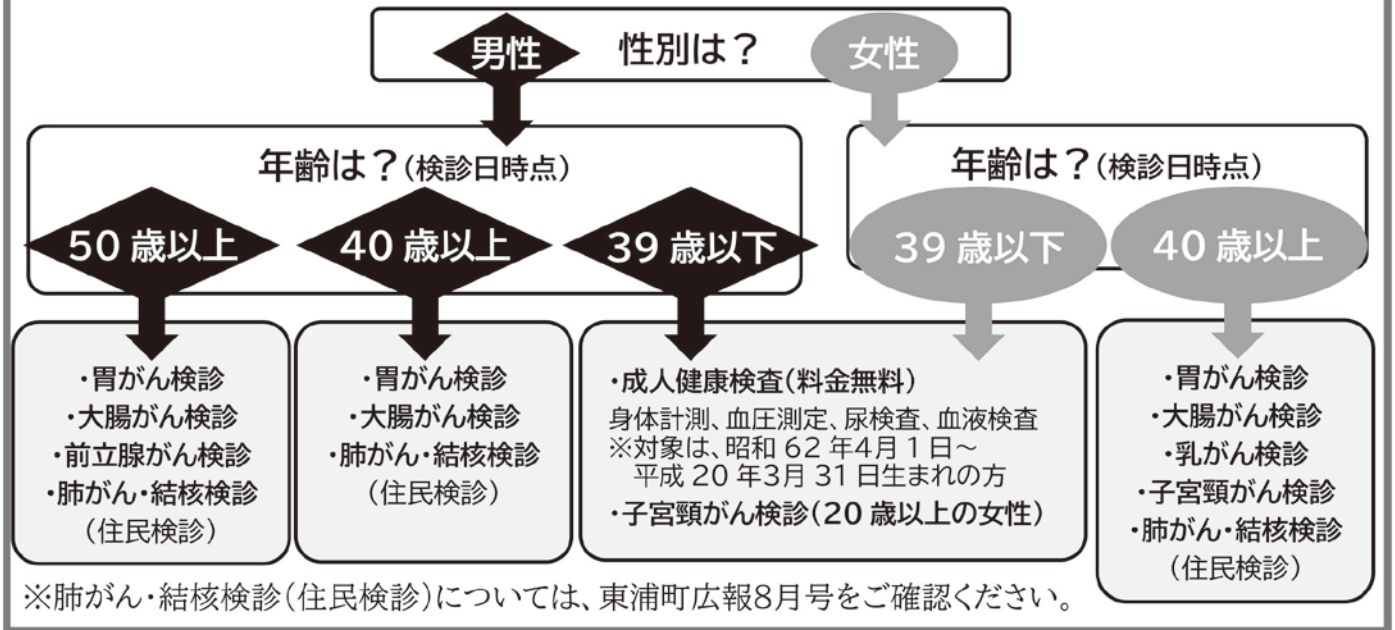 男性 性別は？ 女性
年齢は？(検診日時点)
50歳以上 40歳以上 39歳以下
年齢は？(検診日時点)
39歳以下 40歳以上
・胃がん検診
・大腸がん検診
・前立腺がん検診
・肺がん・結核検診
(住民検診)
・胃がん検診
・大腸がん検診
・肺がん・結核検診
(住民検診)
・成人健康検査(料金無料)
身体計測、血圧測定、尿検査、血液検査
※対象は、昭和62年4月1日～
平成20年3月31日生まれの方
・子宮頸がん検診(20歳以上の女性)
・胃がん検診
・大腸がん検診
・乳がん検診
・子宮頸がん検診
・肺がん・結核検診
(住民検診)
※肺がん・結核検診(住民検診)については、東浦町広報8月号をご確認ください。